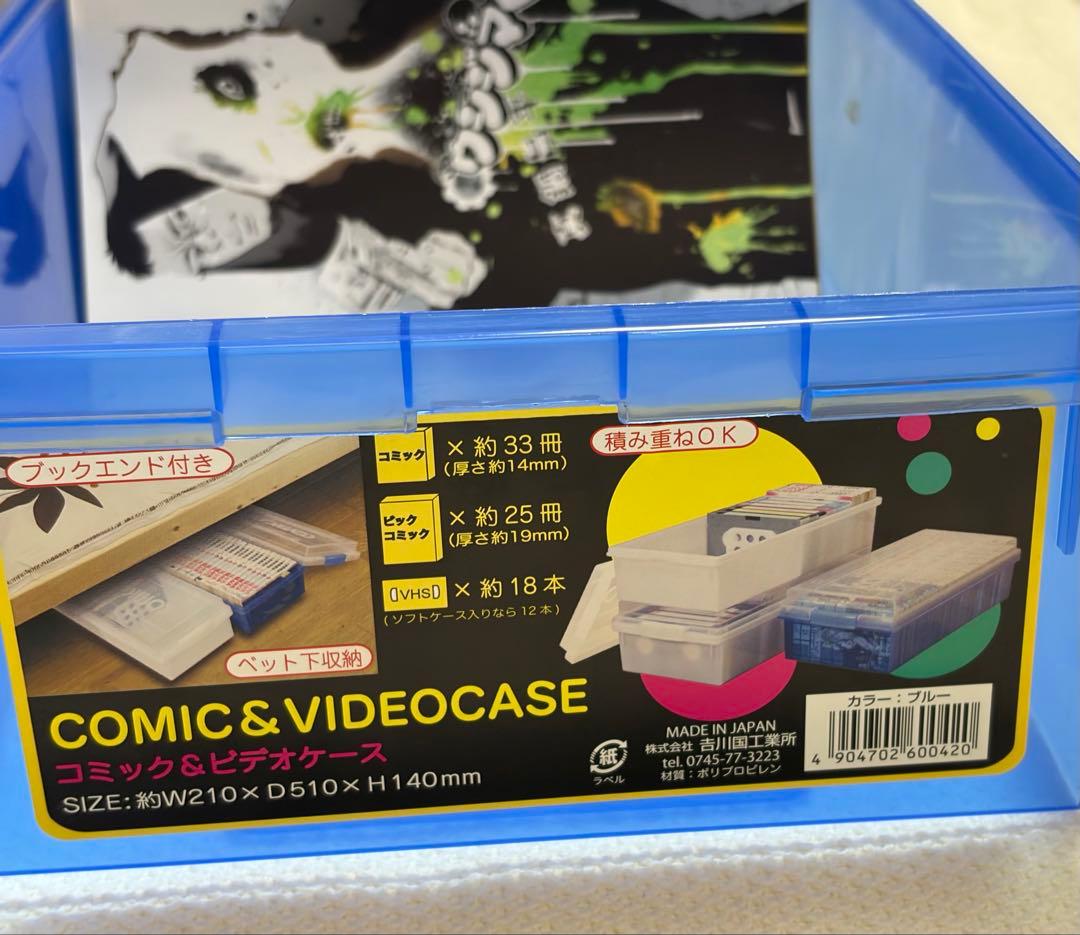 ブックエンド付き
ベット下収納
コミック
× 約 33 冊
(厚さ約14mm)
ビック
コミック
× 約 25 冊
(厚さ約19mm)
VHS
× 約 18 本
(ソフトケース入りなら 12 本)
積み重ねOK
COMIC&VIDEOCASE
コミック&ビデオケース
SIZE:約W210×D510×H140mm
紙
ラベル
MADE IN JAPAN
株式会社 吉川国工業所
tel. 0745-77-3223
材質:ポリプロピレン
カラー:ブルー
4 904702 600420